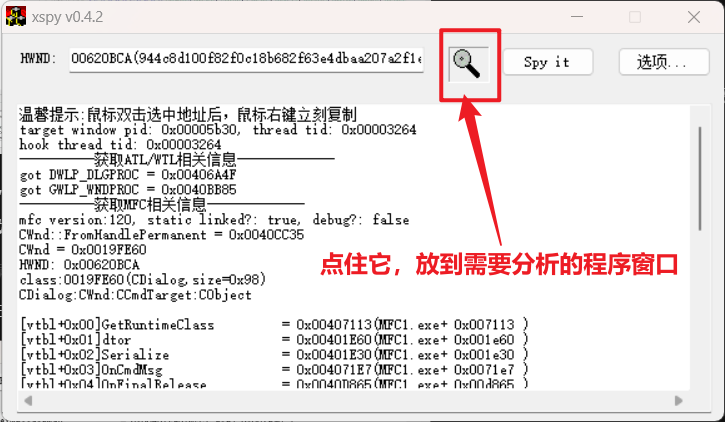 xspy v0.4.2
HWND: 00620BCA(944c8d100f82f0c18b682f63e4dbaa207a2f1e
Spy it
选项...
温馨提示:鼠标双击选中地址后，鼠标右键立刻复制
target window pid: 0x00005b30, thread tid: 0x00003264
hook thread tid: 0x00003264
————————获取ATL/WTL相关信息————————
got DWLP_DLGPROC = 0x00406A4F
got GWLP_WNDPROC = 0x0040BB85
————————获取MFC相关信息————————
mfc version:120, static linked?: true, debug?: false
CWnd::FromHandlePermanent = 0x0040CC35
CWnd = 0x0019FE60
HWND: 0x00620BCA
class:0019FE60(CDialog,size=0x98)
CDialog:CWnd:CCmdTarget:CObject
点住它，放到需要分析的程序窗口
[vtbl+0x00]GetRuntimeClass = 0x00407113(MFC1.exe+ 0x007113 )
[vtbl+0x01]dtor = 0x00401E60(MFC1.exe+ 0x001e60 )
[vtbl+0x02]Serialize = 0x00401E30(MFC1.exe+ 0x001e30 )
[vtbl+0x03]OnCmdMsg = 0x004071E7(MFC1.exe+ 0x0071e7 )
[vtbl+0x04]OnFinalRelease = 0x0040D865(MFC1.exe+ 0x00d865 )